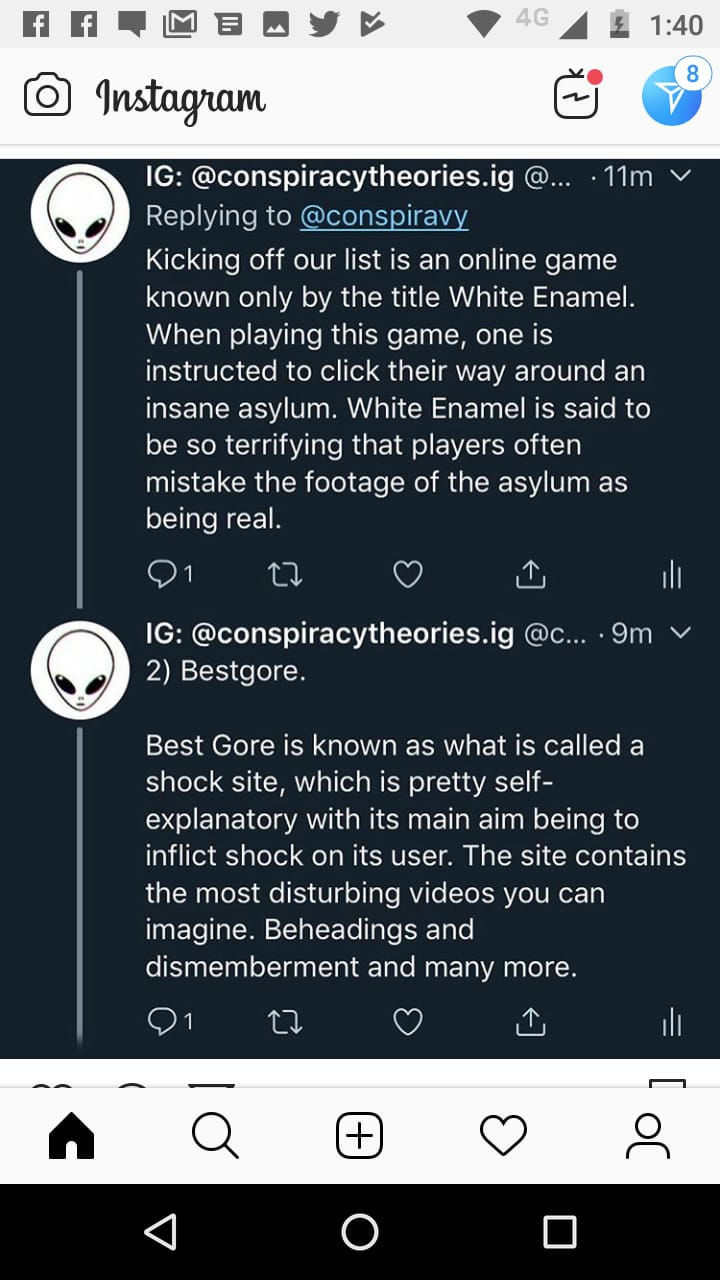 4G 1:40
Instagram
8
IG: @conspiracytheories.ig @... · 11m
Replying to @conspiravy
Kicking off our list is an online game
known only by the title White Enamel.
When playing this game, one is
instructed to click their way around an
insane asylum. White Enamel is said to
be so terrifying that players often
mistake the footage of the asylum as
being real.
1
IG: @conspiracytheories.ig @c... · 9m
2) Bestgore.
Best Gore is known as what is called a
shock site, which is pretty self-
explanatory with its main aim being to
inflict shock on its user. The site contains
the most disturbing videos you can
imagine. Beheadings and
dismemberment and many more.
1